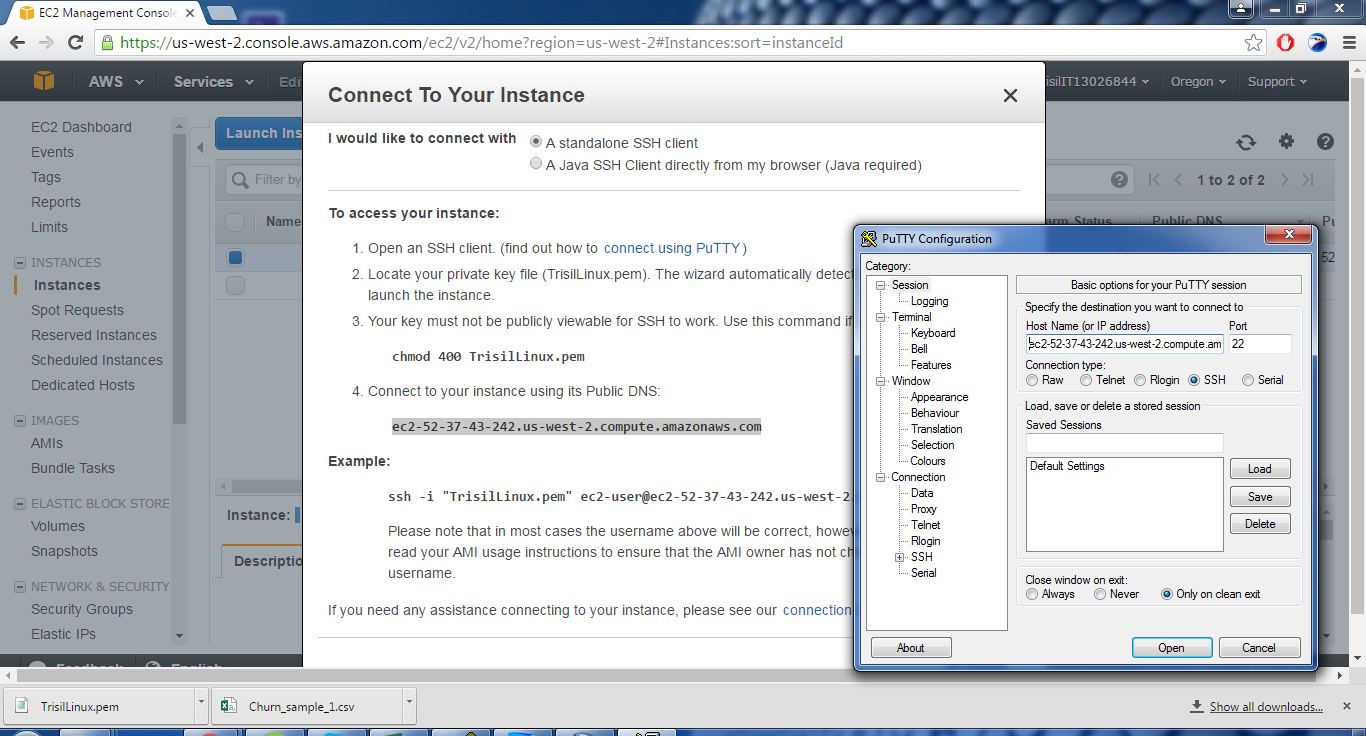 EC2 Management Console
https://us-west-2.console.aws.amazon.com/ec2/v2/home?region=us-west-2#Instances:sort=instanceId
AWS Services Edi
isilIT13026844 Oregon Support
Connect To Your Instance
EC2 Dashboard
Events
Tags
Reports
Limits
INSTANCES
Instances
Spot Requests
Reserved Instances
Scheduled Instances
Dedicated Hosts
IMAGES
AMIs
Bundle Tasks
ELASTIC BLOCK STORE
Volumes
Snapshots
NETWORK & SECURITY
Security Groups
Elastic IPs
Feedback English
Launch Ins
Filter by
1 to 2 of 2
Name
arm Status Public DNS Pu
52
Instance:
Descriptio
I would like to connect with
A standalone SSH client
A Java SSH Client directly from my browser (Java required)
To access your instance:
1. Open an SSH client. (find out how to connect using PuTTY)
2. Locate your private key file (TrisilLinux.pem). The wizard automatically detect
launch the instance.
3. Your key must not be publicly viewable for SSH to work. Use this command if
chmod 400 TrisilLinux.pem
4. Connect to your instance using its Public DNS:
ec2-52-37-43-242.us-west-2.compute.amazonaws.com
Example:
ssh -i "TrisilLinux.pem" ec2-user@ec2-52-37-43-242.us-west-2.
Please note that in most cases the username above will be correct, howev
read your AMI usage instructions to ensure that the AMI owner has not ch
username.
If you need any assistance connecting to your instance, please see our connection
PuTTY Configuration
Category:
Session
Logging
Terminal
Keyboard
Bell
Features
Window
Appearance
Behaviour
Translation
Selection
Colours
Connection
Data
Proxy
Telnet
Rlogin
SSH
Serial
Basic options for your PuTTY session
Specify the destination you want to connect to
Host Name (or IP address) Port
ec2-52-37-43-242.us-west-2.compute.am 22
Connection type:
Raw Telnet Rlogin SSH Serial
Load, save or delete a stored session
Saved Sessions
Default Settings
Load
Save
Delete
Close window on exit:
Always Never Only on clean exit
About Open Cancel
TrisilLinux.pem Churn_sample_1.csv Show all downloads...